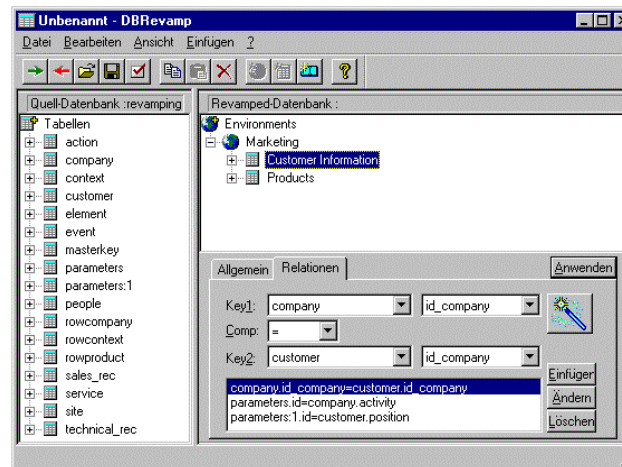 Unbenannt - DBRevamp
Datei Bearbeiten Ansicht Einfügen ?
Quell-Datenbank :revamping
Tabellen
action
company
context
customer
element
event
masterkey
parameters
parameters:1
people
rowcompany
rowcontext
rowproduct
sales_rec
service
site
technical_rec
Revamped-Datenbank :
Environments
Marketing
Customer Information
Products
Allgemein Relationen Anwenden
Key1: company id_company
Comp: =
Key2: customer id_company
company.id_company=customer.id_company
parameters.id=company.activity
parameters:1.id=customer.position
Einfüger
Ändern
Löschen